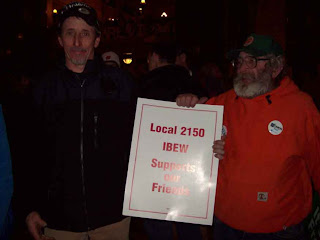 Local 2150
IBEW
Supports
our
Friends